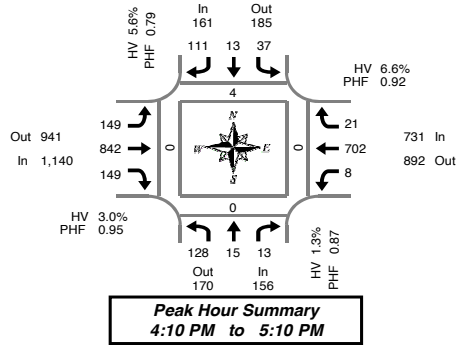 HV 5.6%
PHF 0.79
In
161
Out
185
111 13 37
HV 6.6%
PHF 0.92
4
Out 941
In 1,140
149
842
149
0
N
W E
S
0
21
702
8
731 In
892 Out
HV 3.0%
PHF 0.95
0
128 15 13
Out
170
In
156
HV 1.3%
PHF 0.87
Peak Hour Summary
4:10 PM to 5:10 PM